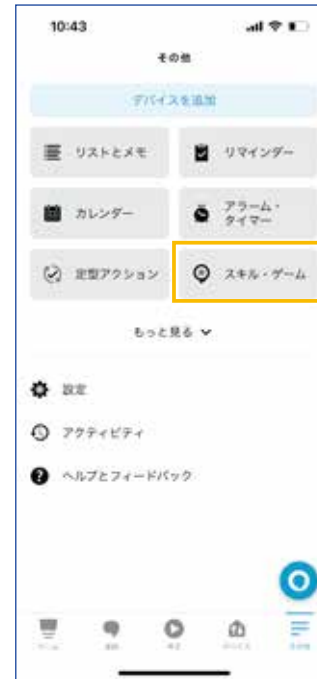 10:43
その他
デバイスを追加
リストとメモ
リマインダー
カレンダー
アラーム・
タイマー
定型アクション
スキル・ゲーム
もっと見る
設定
アクティビティ
ヘルプとフィードバック